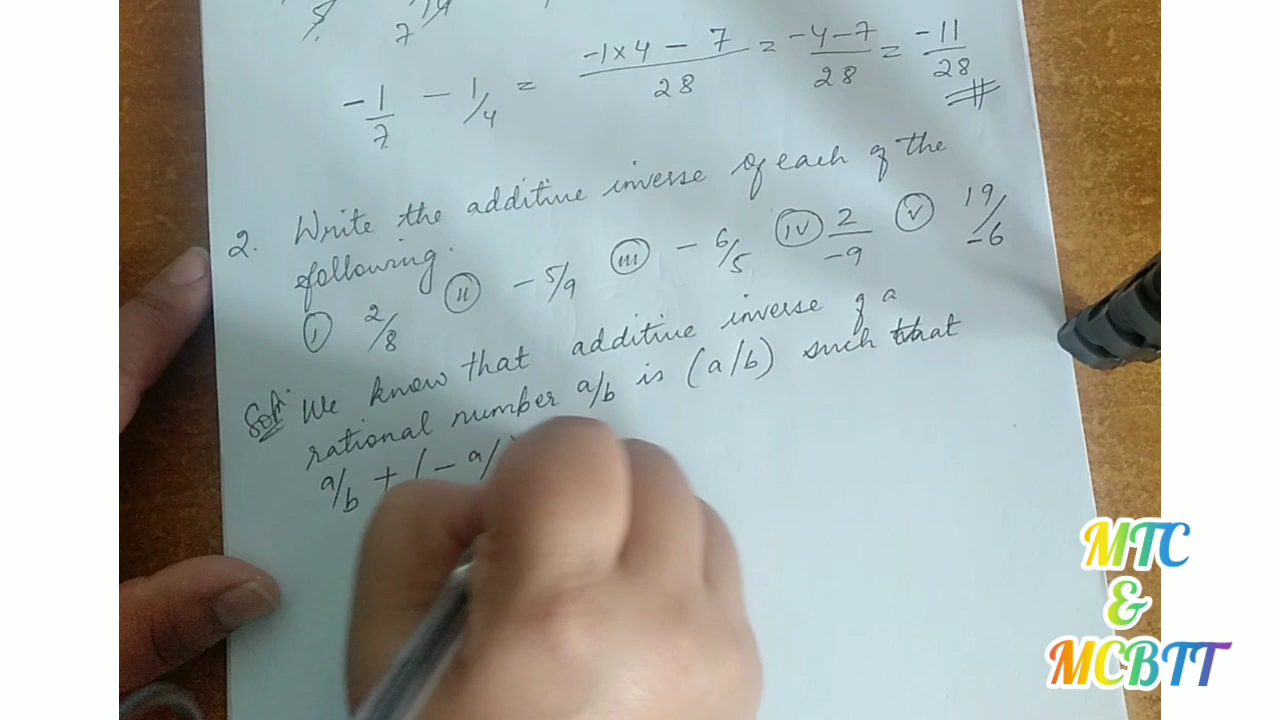 7
-1/7 - 1/4 = (-1×4 - 7)/28 = (-4-7)/28 = -11/28
2. Write the additive inverse of each of the
following.
(i) 2/8 (ii) -5/9 (iii) -6/5 (iv) 2/-9 (v) 19/-6
Soln. We know that additive inverse of a
rational number a/b is (a/b) such that
a/b + (-a/
MTC
&
MCBTT